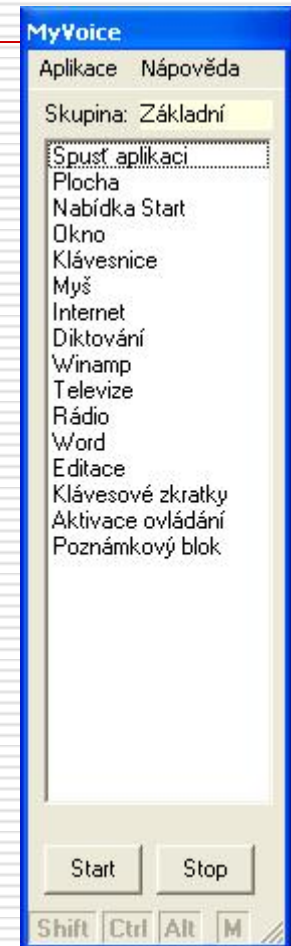 MyVoice
Aplikace Nápověda
Skupina: Základní
Spusť aplikaci
Plocha
Nabídka Start
Okno
Klávesnice
Myš
Internet
Diktování
Winamp
Televize
Rádio
Word
Editace
Klávesové zkratky
Aktivace ovládání
Poznámkový blok
Start Stop
Shift Ctrl Alt M